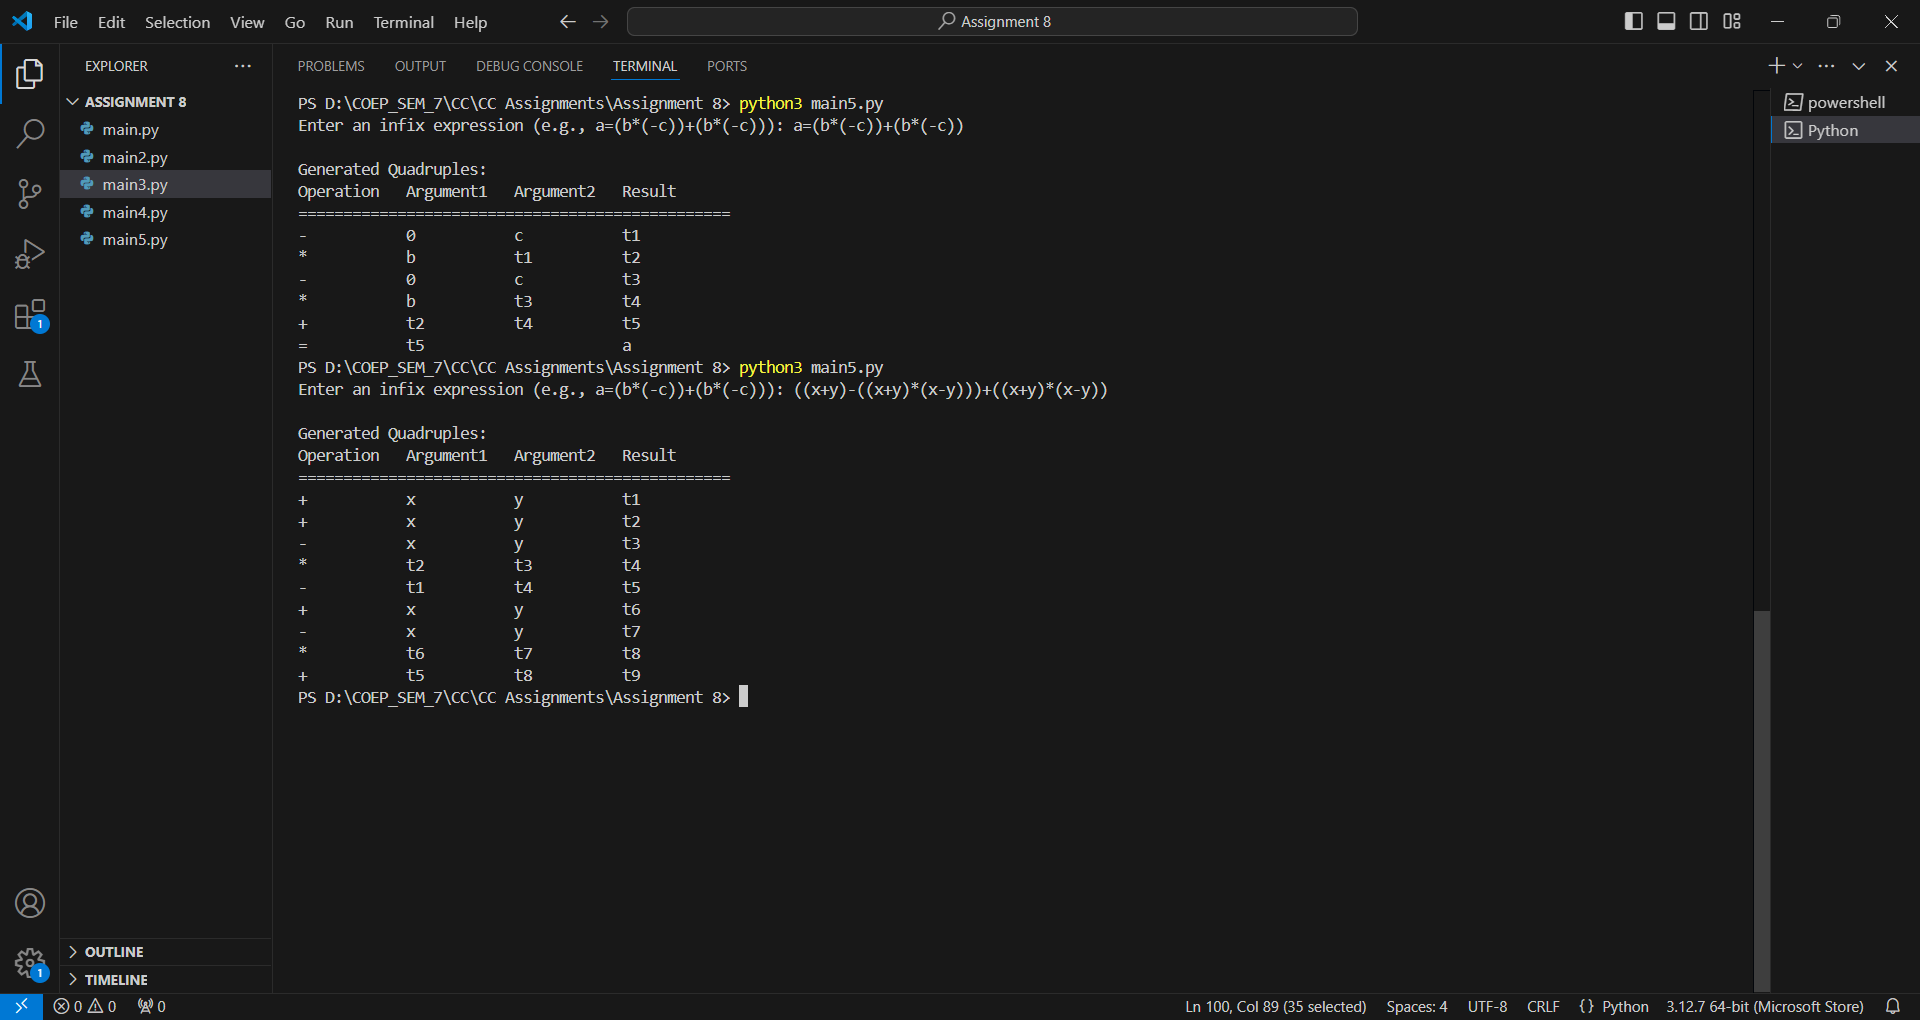 File Edit Selection View Go Run Terminal Help
Assignment 8
EXPLORER
ASSIGNMENT 8
main.py
main2.py
main3.py
main4.py
main5.py
OUTLINE
TIMELINE
1
1
PROBLEMS OUTPUT DEBUG CONSOLE TERMINAL PORTS
PS D:\COEP_SEM_7\CC\CC Assignments\Assignment 8> python3 main5.py
Enter an infix expression (e.g., a=(b*(-c))+(b*(-c))): a=(b*(-c))+(b*(-c))
Generated Quadruples:
Operation Argument1 Argument2 Result
================================================
- 0 c t1
* b t1 t2
- 0 c t3
* b t3 t4
+ t2 t4 t5
= t5 a
PS D:\COEP_SEM_7\CC\CC Assignments\Assignment 8> python3 main5.py
Enter an infix expression (e.g., a=(b*(-c))+(b*(-c))): ((x+y)-((x+y)*(x-y)))+((x+y)*(x-y))
Generated Quadruples:
Operation Argument1 Argument2 Result
================================================
+ x y t1
+ x y t2
- x y t3
* t2 t3 t4
- t1 t4 t5
+ x y t6
- x y t7
* t6 t7 t8
+ t5 t8 t9
PS D:\COEP_SEM_7\CC\CC Assignments\Assignment 8>
powershell
Python
0 0 0
Ln 100, Col 89 (35 selected) Spaces: 4 UTF-8 CRLF {} Python 3.12.7 64-bit (Microsoft Store)